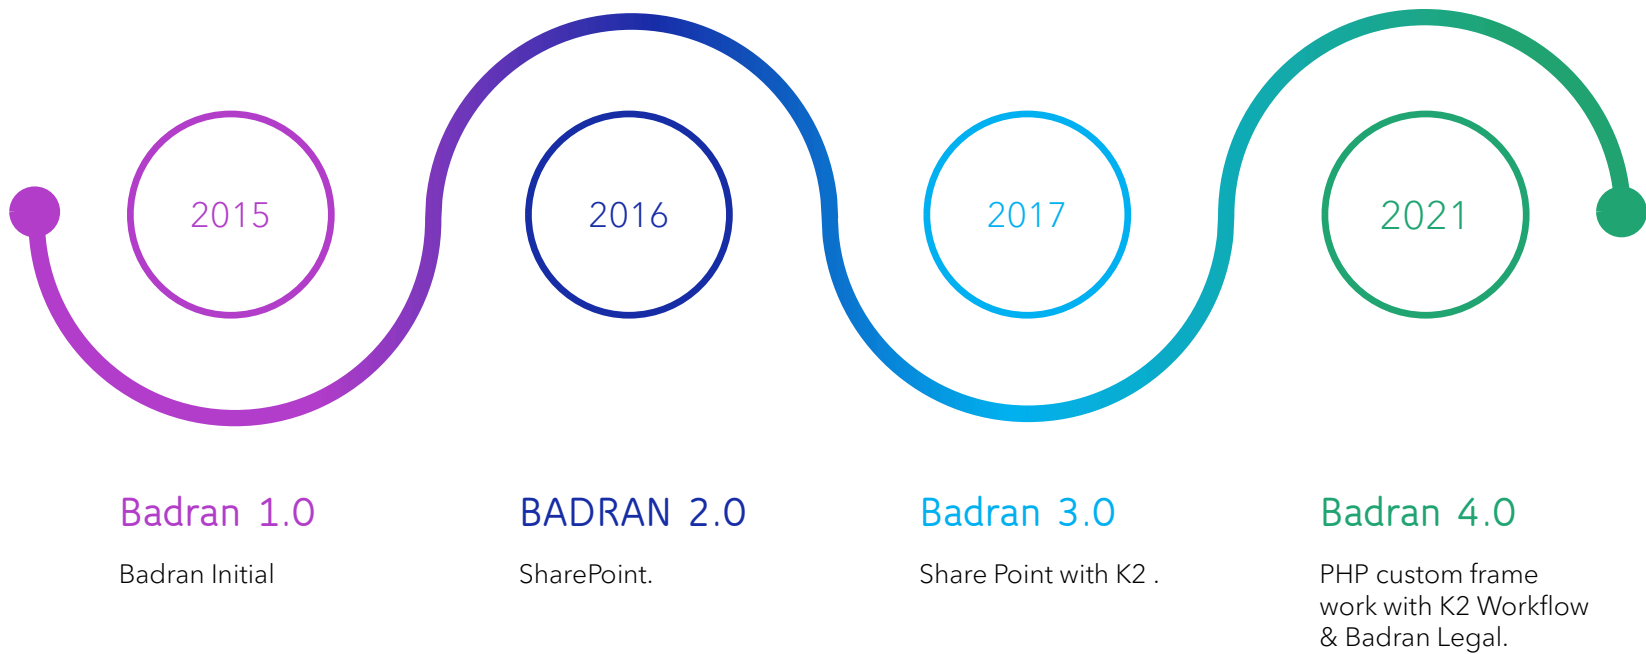 2015
2016
2017
2021
Badran 1.0
Badran Initial
BADRAN 2.0
SharePoint.
Badran 3.0
Share Point with K2 .
Badran 4.0
PHP custom frame
work with K2 Workflow
& Badran Legal.